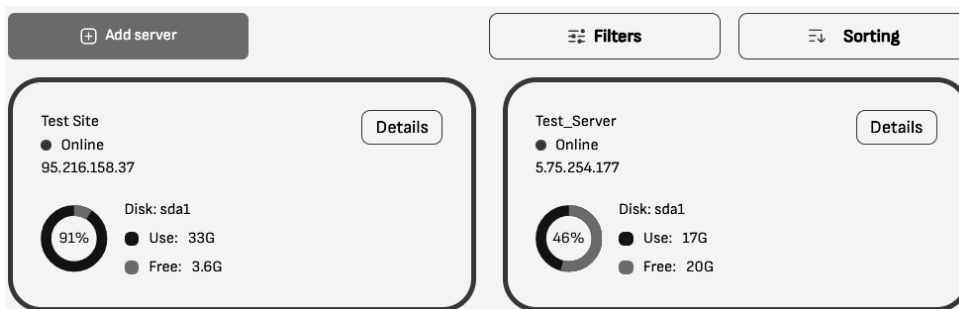 Add server
Filters
Sorting
Test Site
Details
Online
95.216.158.37
Disk: sda1
91%
Use: 33G
Free: 3.6G
Test_Server
Details
Online
5.75.254.177
Disk: sda1
46%
Use: 17G
Free: 20G